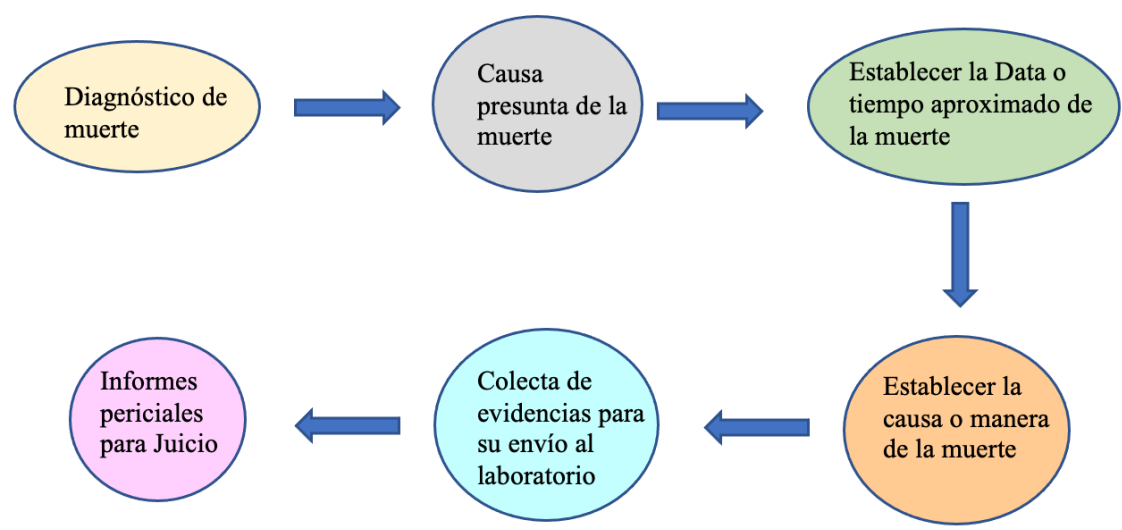 Diagnóstico de
muerte
Causa
presunta de la
muerte
Establecer la Data o
tiempo aproximado de
la muerte
Establecer la
causa o manera
de la muerte
Colecta de
evidencias para
su envío al
laboratorio
Informes
periciales
para Juicio